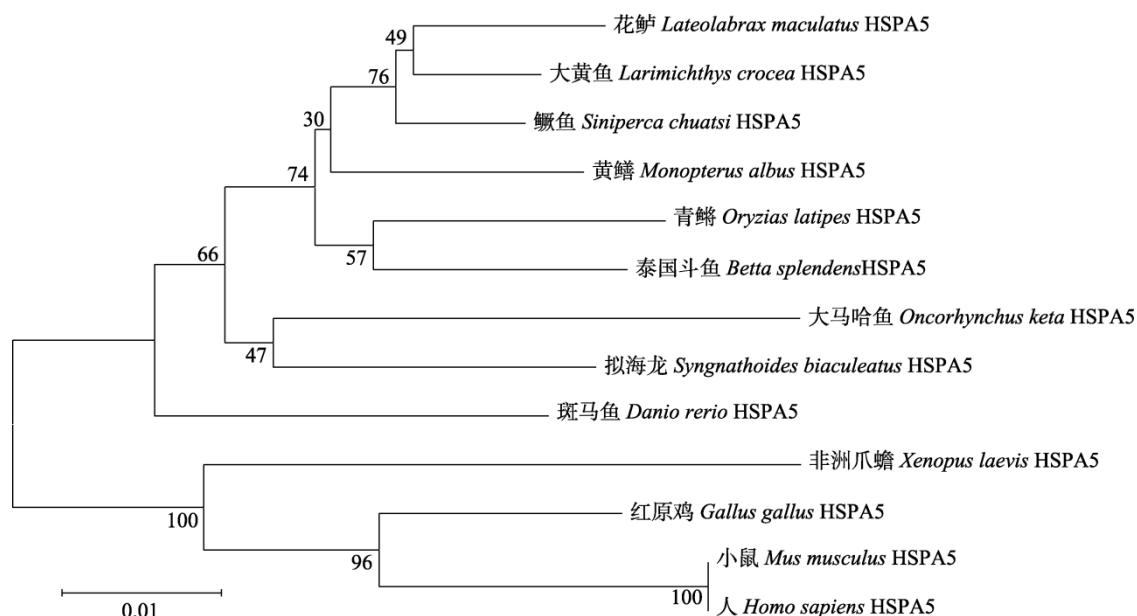 花鲈 Lateolabrax maculatus HSPA5
49
大黄鱼 Larimichthys crocea HSPA5
76
鳜鱼 Siniperca chuatsi HSPA5
30
黄鳝 Monopterus albus HSPA5
74
青鳉 Oryzias latipes HSPA5
66
57
泰国斗鱼 Betta splendensHSPA5
大马哈鱼 Oncorhynchus keta HSPA5
47
拟海龙 Syngnathoides biaculeatus HSPA5
斑马鱼 Danio rerio HSPA5
非洲爪蟾 Xenopus laevis HSPA5
100
红原鸡 Gallus gallus HSPA5
96
小鼠 Mus musculus HSPA5
100
人 Homo sapiens HSPA5
0.01